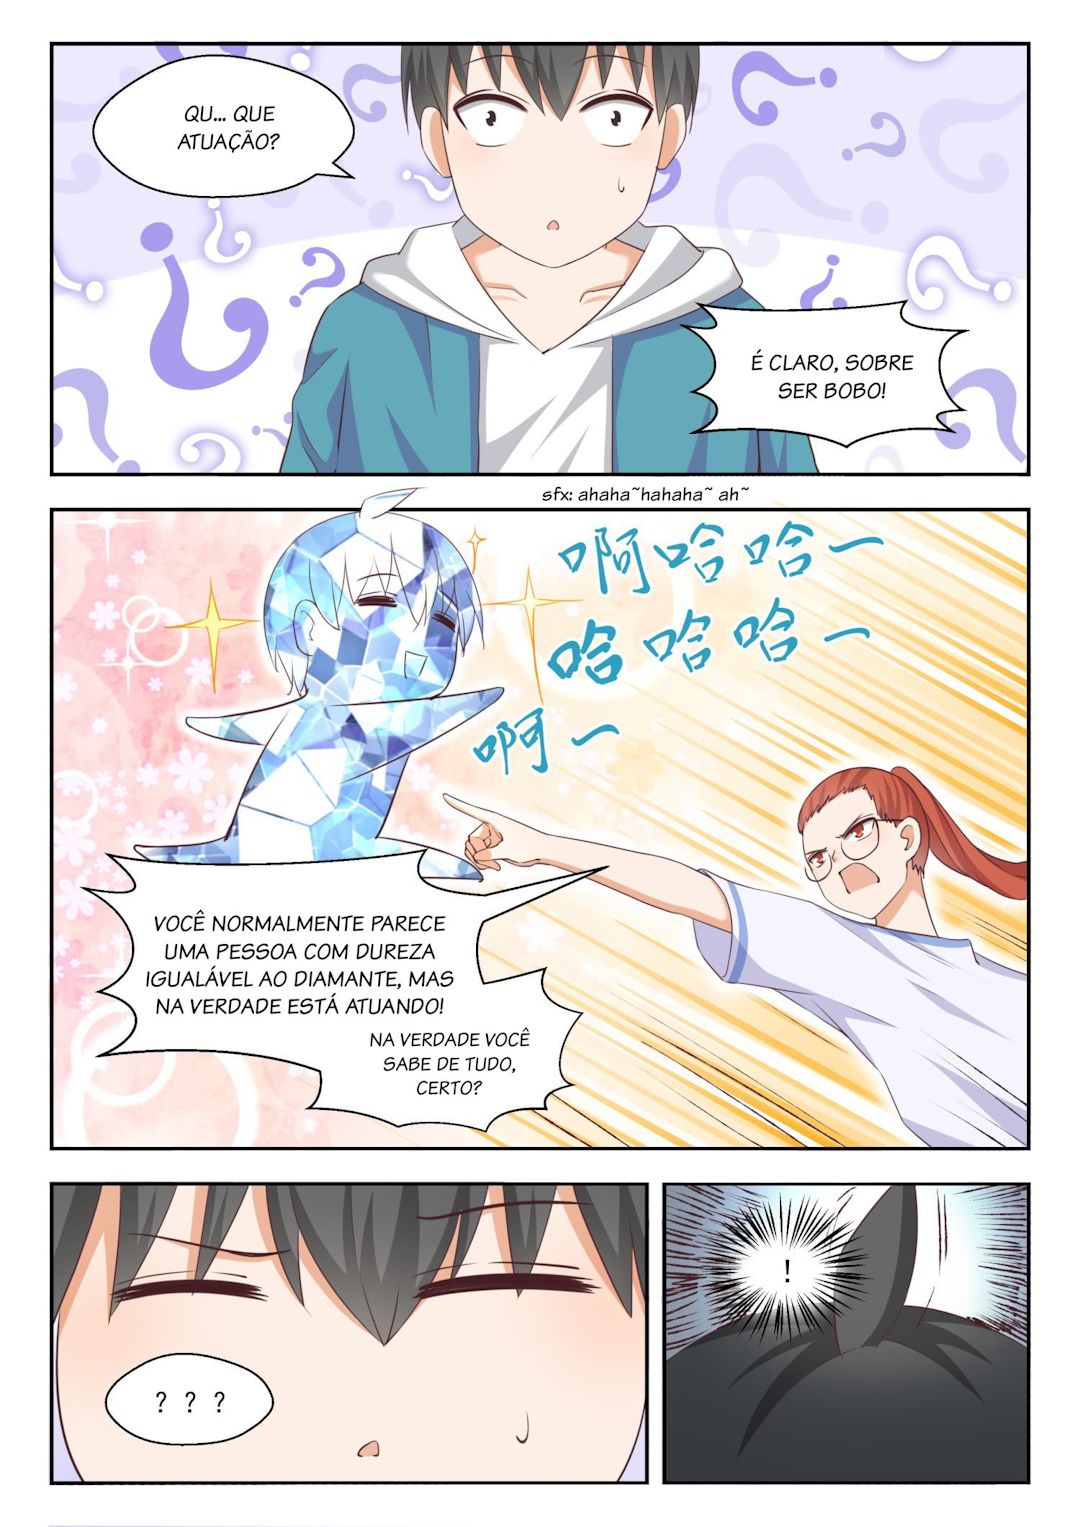 QU... QUE
ATUAÇÃO?
É CLARO, SOBRE
SER BOBO!
sfx: ahaha~hahaha~ ah~
啊哈哈一
哈哈哈一
啊一
VOCÊ NORMALMENTE PARECE
UMA PESSOA COM DUREZA
IGUALÁVEL AO DIAMANTE, MAS
NA VERDADE ESTÁ ATUANDO!
NA VERDADE VOCÊ
SABE DE TUDO,
CERTO?
? ? ?
!